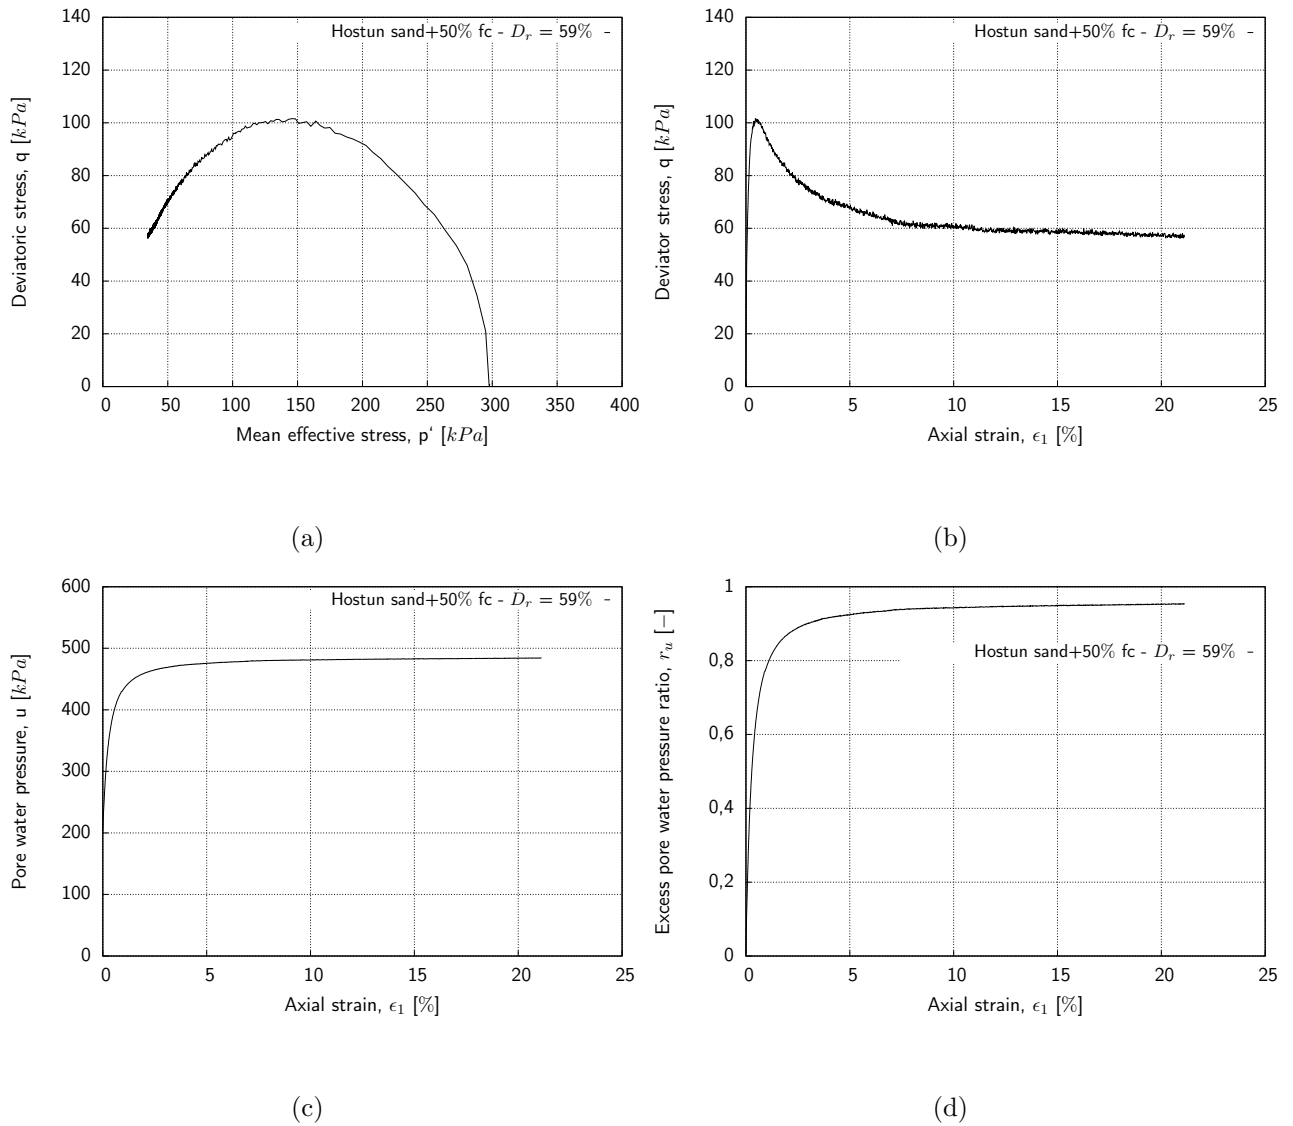 140
120
100
80
60
40
20
0
0 50 100 150 200 250 300 350 400
Deviatoric stress, q [kPa]
Mean effective stress, p‘ [kPa]
Hostun sand+50% fc - Dᵣ = 59%
(a)
140
120
100
80
60
40
20
0
0 5 10 15 20 25
Deviator stress, q [kPa]
Axial strain, ϵ₁ [%]
Hostun sand+50% fc - Dᵣ = 59%
(b)
600
500
400
300
200
100
0
0 5 10 15 20 25
Pore water pressure, u [kPa]
Axial strain, ϵ₁ [%]
Hostun sand+50% fc - Dᵣ = 59%
(c)
1
0,8
0,6
0,4
0,2
0
0 5 10 15 20 25
Excess pore water pressure ratio, rᵤ [−]
Axial strain, ϵ₁ [%]
Hostun sand+50% fc - Dᵣ = 59%
(d)